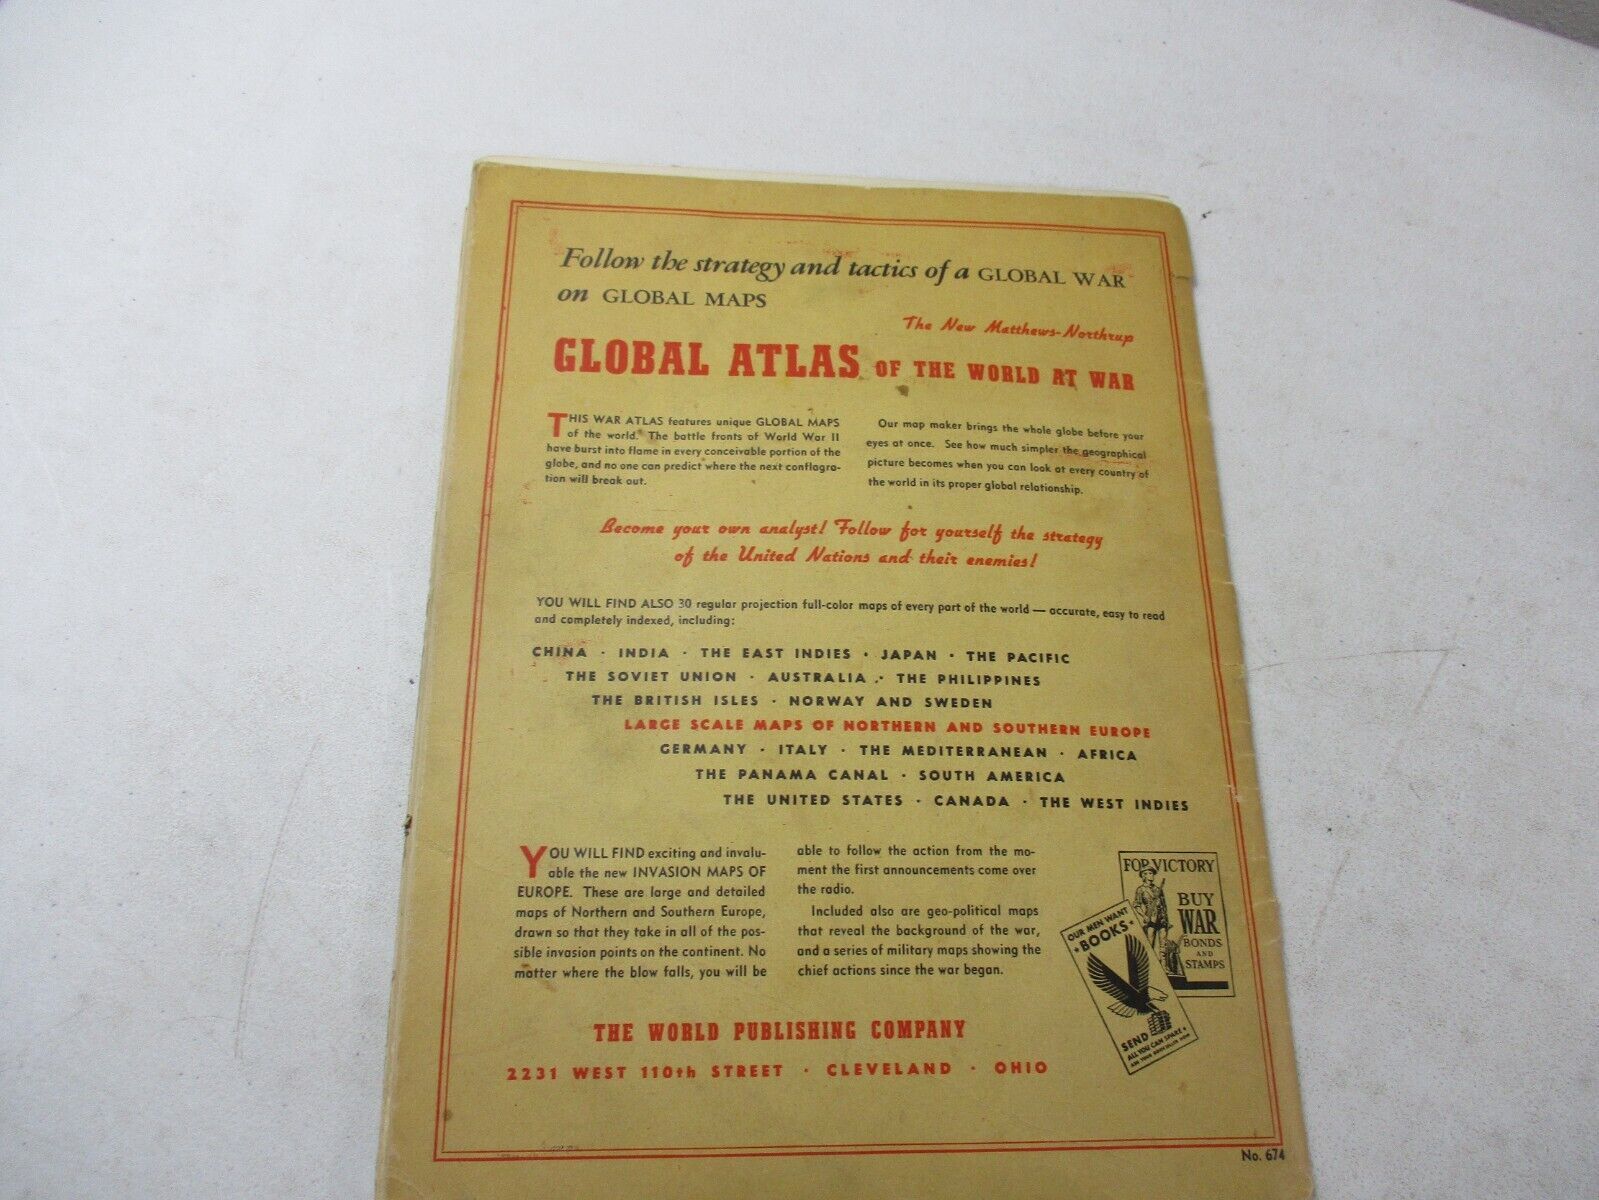 Follow the strategy and tactics of a GLOBAL WAR
on GLOBAL MAPS
The New Matthews-Northrup
GLOBAL ATLAS OF THE WORLD AT WAR
THIS WAR ATLAS features unique GLOBAL MAPS
of the world. The battle fronts of World War II
have burst into flame in every conceivable portion of the
globe, and no one can predict where the next conflagra-
tion will break out.
Our map maker brings the whole globe before your
eyes at once. See how much simpler the geographical
picture becomes when you can look at every country of
the world in its proper global relationship.
Become your own analyst! Follow for yourself the strategy
of the United Nations and their enemies!
YOU WILL FIND ALSO 30 regular projection full-color maps of every part of the world — accurate, easy to read
and completely indexed, including:
CHINA · INDIA · THE EAST INDIES · JAPAN · THE PACIFIC
THE SOVIET UNION · AUSTRALIA · THE PHILIPPINES
THE BRITISH ISLES · NORWAY AND SWEDEN
LARGE SCALE MAPS OF NORTHERN AND SOUTHERN EUROPE
GERMANY · ITALY · THE MEDITERRANEAN · AFRICA
THE PANAMA CANAL · SOUTH AMERICA
THE UNITED STATES · CANADA · THE WEST INDIES
YOU WILL FIND exciting and invalu-
able the new INVASION MAPS OF
EUROPE. These are large and detailed
maps of Northern and Southern Europe,
drawn so that they take in all of the pos-
sible invasion points on the continent. No
matter where the blow falls, you will be
able to follow the action from the mo-
ment the first announcements come over
the radio.
Included also are geo-political maps
that reveal the background of the war,
and a series of military maps showing the
chief actions since the war began.
FOR VICTORY
BUY
WAR
BONDS
AND
STAMPS
OUR MEN WANT
★ BOOKS ★
SEND
ALL YOU CAN SPARE
THE WORLD PUBLISHING COMPANY
2231 WEST 110th STREET · CLEVELAND · OHIO
No. 674